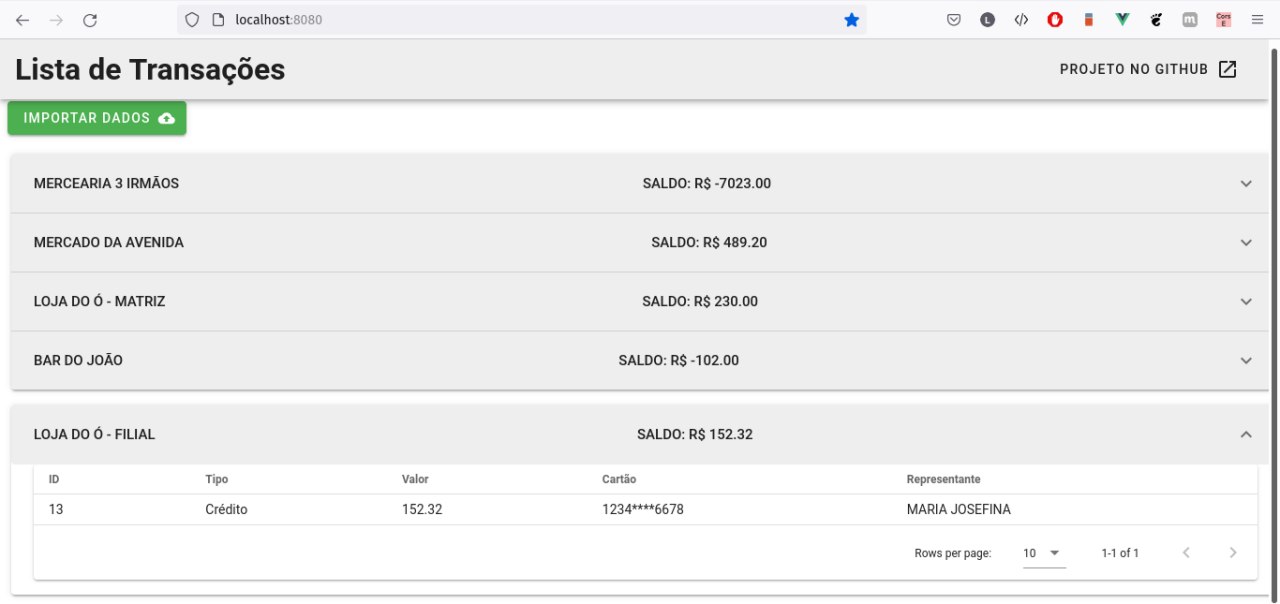 localhost:8080
L
Cors
E
m
Lista de Transações
PROJETO NO GITHUB
IMPORTAR DADOS
MERCEARIA 3 IRMÃOS SALDO: R$ -7023.00
MERCADO DA AVENIDA SALDO: R$ 489.20
LOJA DO Ó - MATRIZ SALDO: R$ 230.00
BAR DO JOÃO SALDO: R$ -102.00
LOJA DO Ó - FILIAL SALDO: R$ 152.32
ID Tipo Valor Cartão Representante
13 Crédito 152.32 1234****6678 MARIA JOSEFINA
Rows per page: 10 1-1 of 1